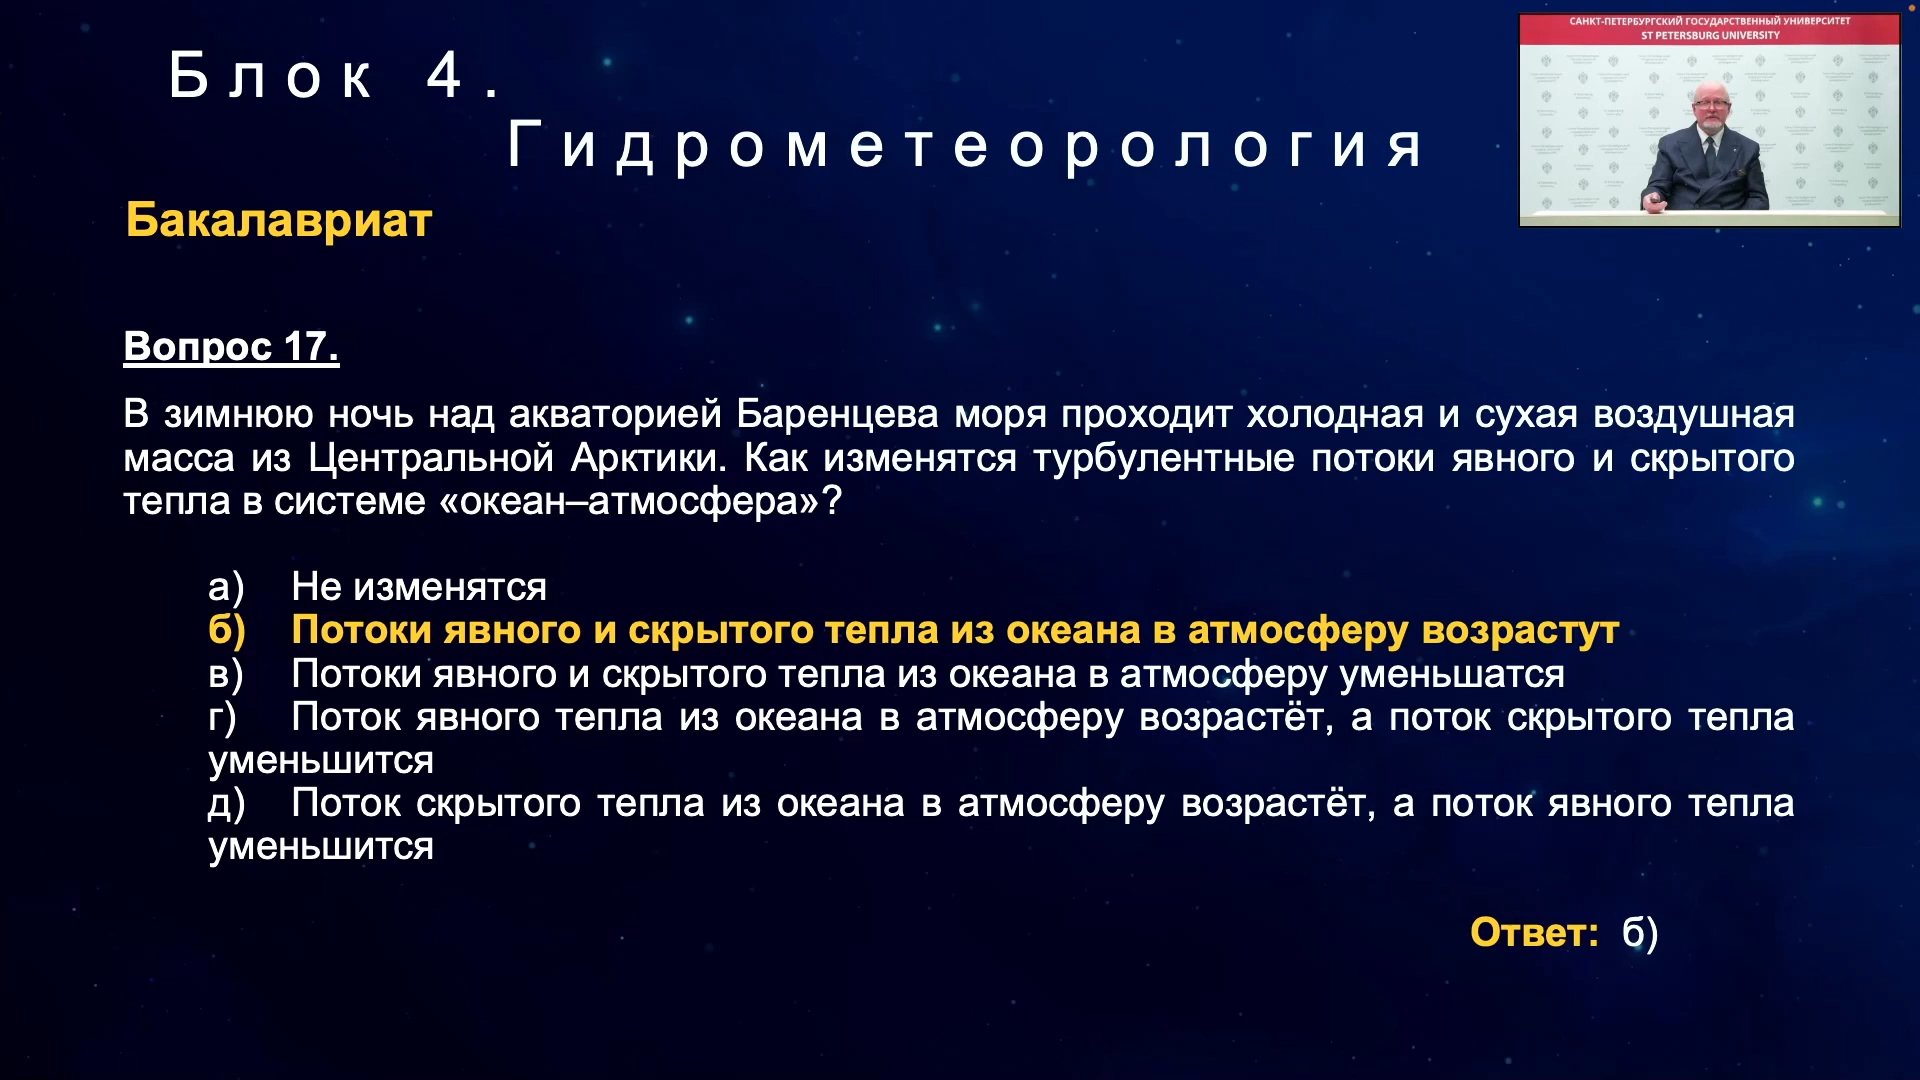 Блок 4.
Гидрометеорология
САНКТ-ПЕТЕРБУРГСКИЙ ГОСУДАРСТВЕННЫЙ УНИВЕРСИТЕТ
ST PETERSBURG UNIVERSITY
Бакалавриат
Вопрос 17.
В зимнюю ночь над акваторией Баренцева моря проходит холодная и сухая воздушная
масса из Центральной Арктики. Как изменятся турбулентные потоки явного и скрытого
тепла в системе «океан–атмосфера»?
а) Не изменятся
б) Потоки явного и скрытого тепла из океана в атмосферу возрастут
в) Потоки явного и скрытого тепла из океана в атмосферу уменьшатся
г) Поток явного тепла из океана в атмосферу возрастёт, а поток скрытого тепла
уменьшится
д) Поток скрытого тепла из океана в атмосферу возрастёт, а поток явного тепла
уменьшится
Ответ: б)